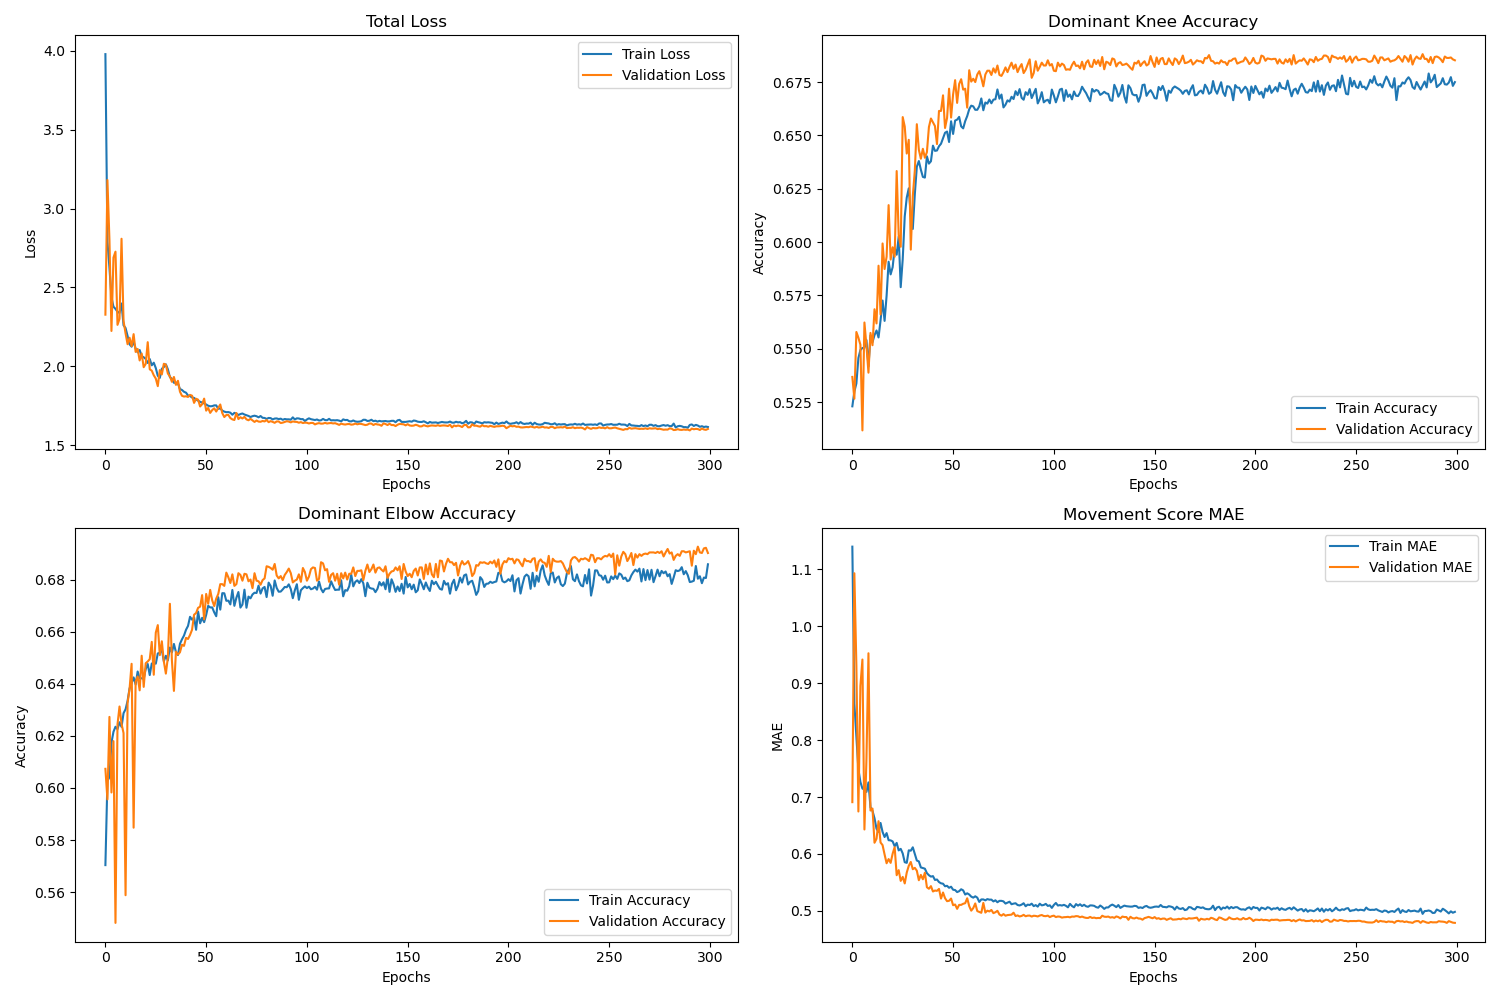 Total Loss
4.0
3.5
3.0
2.5
2.0
1.5
Loss
0
50
100
150
200
250
300
Epochs
Train Loss
Validation Loss
Dominant Knee Accuracy
0.675
0.650
0.625
0.600
0.575
0.550
0.525
Accuracy
0
50
100
150
200
250
300
Epochs
Train Accuracy
Validation Accuracy
Dominant Elbow Accuracy
0.68
0.66
0.64
0.62
0.60
0.58
0.56
Accuracy
0
50
100
150
200
250
300
Epochs
Train Accuracy
Validation Accuracy
Movement Score MAE
1.1
1.0
0.9
0.8
0.7
0.6
0.5
MAE
0
50
100
150
200
250
300
Epochs
Train MAE
Validation MAE